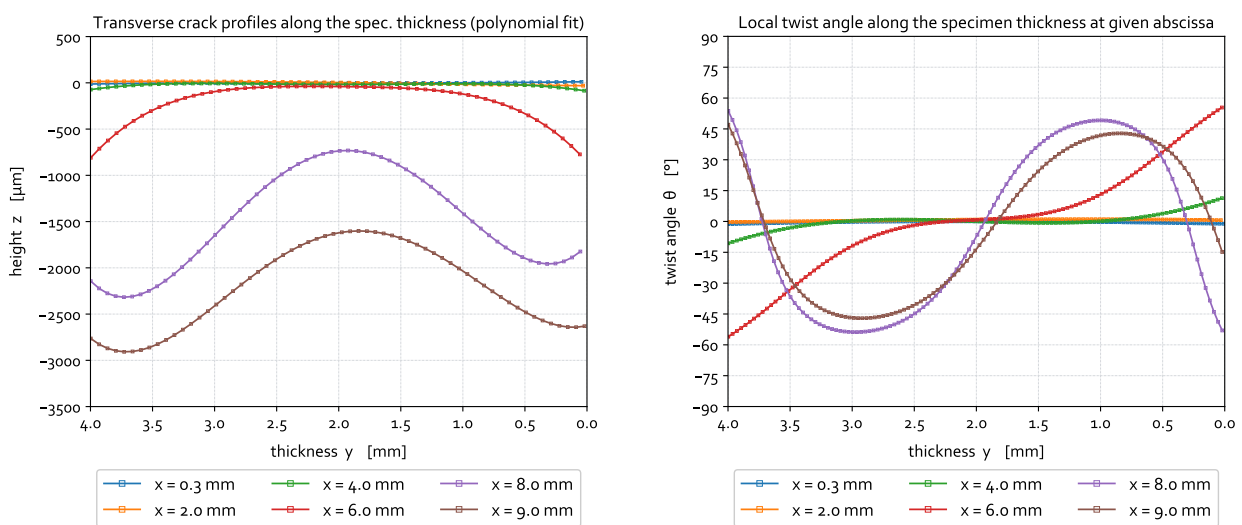 Transverse crack profiles along the spec. thickness (polynomial fit)
500
0
−500
−1000
−1500
−2000
−2500
−3000
−3500
height z [µm]
4.0 3.5 3.0 2.5 2.0 1.5 1.0 0.5 0.0
thickness y [mm]
x = 0.3 mm x = 4.0 mm x = 8.0 mm
x = 2.0 mm x = 6.0 mm x = 9.0 mm
Local twist angle along the specimen thickness at given abscissa
90
75
60
45
30
15
0
−15
−30
−45
−60
−75
−90
twist angle θ [°]
4.0 3.5 3.0 2.5 2.0 1.5 1.0 0.5 0.0
thickness y [mm]
x = 0.3 mm x = 4.0 mm x = 8.0 mm
x = 2.0 mm x = 6.0 mm x = 9.0 mm